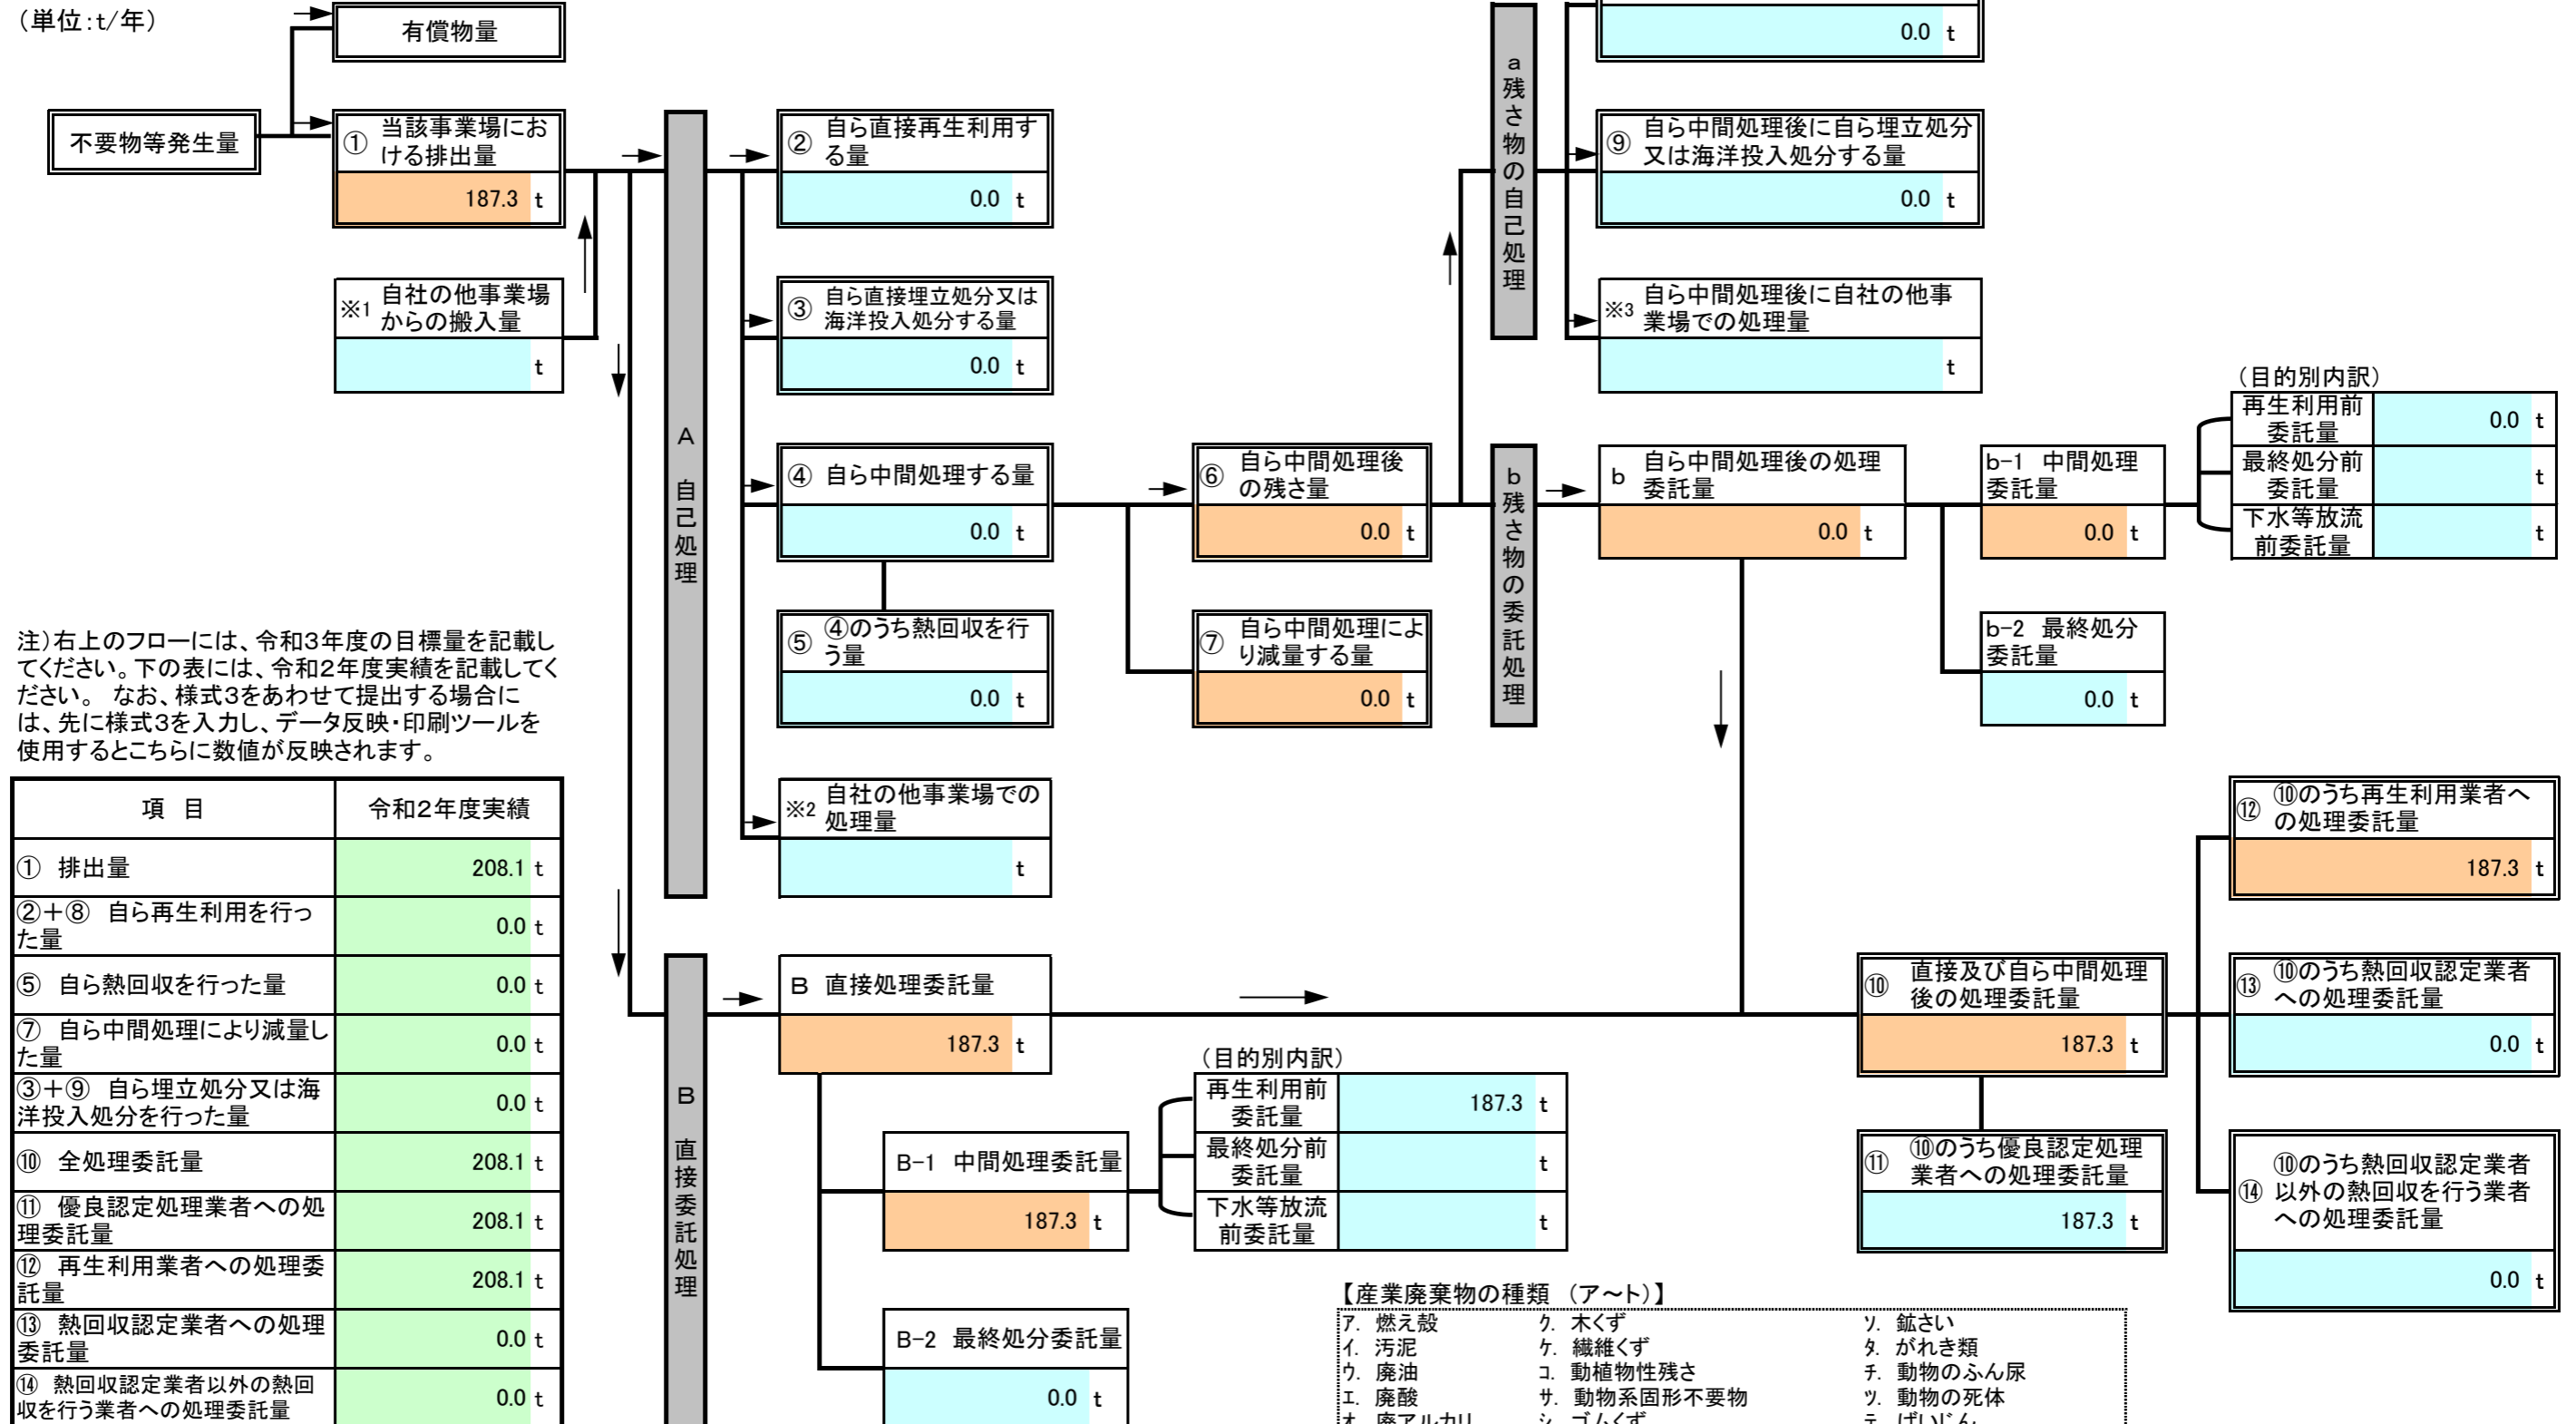 （単位：t/年）
有償物量
不要物等発生量
① 当該事業場にお
ける排出量
187.3 t
※1 自社の他事業場
からの搬入量
t
A 自己処理
② 自ら直接再生利用す
る量
0.0 t
③ 自ら直接埋立処分又は
海洋投入処分する量
0.0 t
④ 自ら中間処理する量
0.0 t
⑤ ④のうち熱回収を行
う量
0.0 t
※2 自社の他事業場での
処理量
t
⑥ 自ら中間処理後
の残さ量
0.0 t
⑦ 自ら中間処理によ
り減量する量
0.0 t
a 残さ物の自己処理
0.0 t
⑨ 自ら中間処理後に自ら埋立処分
又は海洋投入処分する量
0.0 t
※3 自ら中間処理後に自社の他事
業場での処理量
t
b 残さ物の委託処理
b 自ら中間処理後の処理
委託量
0.0 t
b-1 中間処理
委託量
0.0 t
b-2 最終処分
委託量
0.0 t
（目的別内訳）
再生利用前
委託量
0.0 t
最終処分前
委託量
t
下水等放流
前委託量
t
注）右上のフローには、令和３年度の目標量を記載し
てください。下の表には、令和２年度実績を記載してく
ださい。 なお、様式３をあわせて提出する場合に
は、先に様式３を入力し、データ反映・印刷ツールを
使用するとこちらに数値が反映されます。
項 目 令和２年度実績
① 排出量 208.1 t
②＋⑧ 自ら再生利用を行っ
た量
0.0 t
⑤ 自ら熱回収を行った量 0.0 t
⑦ 自ら中間処理により減量し
た量
0.0 t
③＋⑨ 自ら埋立処分又は海
洋投入処分を行った量
0.0 t
⑩ 全処理委託量 208.1 t
⑪ 優良認定処理業者への処
理委託量
208.1 t
⑫ 再生利用業者への処理委
託量
208.1 t
⑬ 熱回収認定業者への処理
委託量
0.0 t
⑭ 熱回収認定業者以外の熱回
収を行う業者への処理委託量
0.0 t
B 直接委託処理
B 直接処理委託量
187.3 t
B-1 中間処理委託量
187.3 t
B-2 最終処分委託量
0.0 t
（目的別内訳）
再生利用前
委託量
187.3 t
最終処分前
委託量
t
下水等放流
前委託量
t
⑩ 直接及び自ら中間処理
後の処理委託量
187.3 t
⑪ ⑩のうち優良認定処理
業者への処理委託量
187.3 t
⑫ ⑩のうち再生利用業者へ
の処理委託量
187.3 t
⑬ ⑩のうち熱回収認定業者
への処理委託量
0.0 t
⑭ ⑩のうち熱回収認定業者
以外の熱回収を行う業者
への処理委託量
0.0 t
【産業廃棄物の種類 （ア～ト）】
ｱ. 燃え殻 ｸ. 木くず ｿ. 鉱さい
ｲ. 汚泥 ｹ. 繊維くず ﾀ. がれき類
ｳ. 廃油 ｺ. 動植物性残さ ﾁ. 動物のふん尿
ｴ. 廃酸 ｻ. 動物系固形不要物 ﾂ. 動物の死体
ｵ. 廃アルカリ ｼ. ゴムくず ﾃ. ばいじん